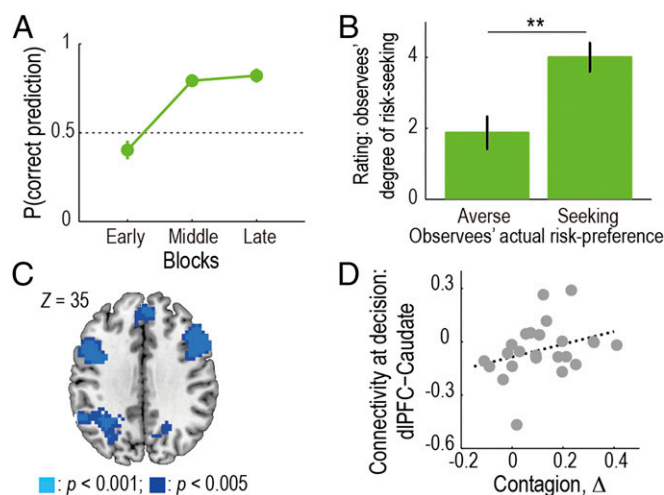 A
P(correct prediction)
1
0.5
0
Early Middle Late
Blocks
B
**
Rating: observees'
degree of risk-seeking
4
2
0
Averse Seeking
Observees' actual risk-preference
C
Z = 35
: p < 0.001; : p < 0.005
D
Connectivity at decision:
dlPFC–Caudate
0.3
0
-0.3
-0.6
-0.2 0 0.2 0.4
Contagion, Δ